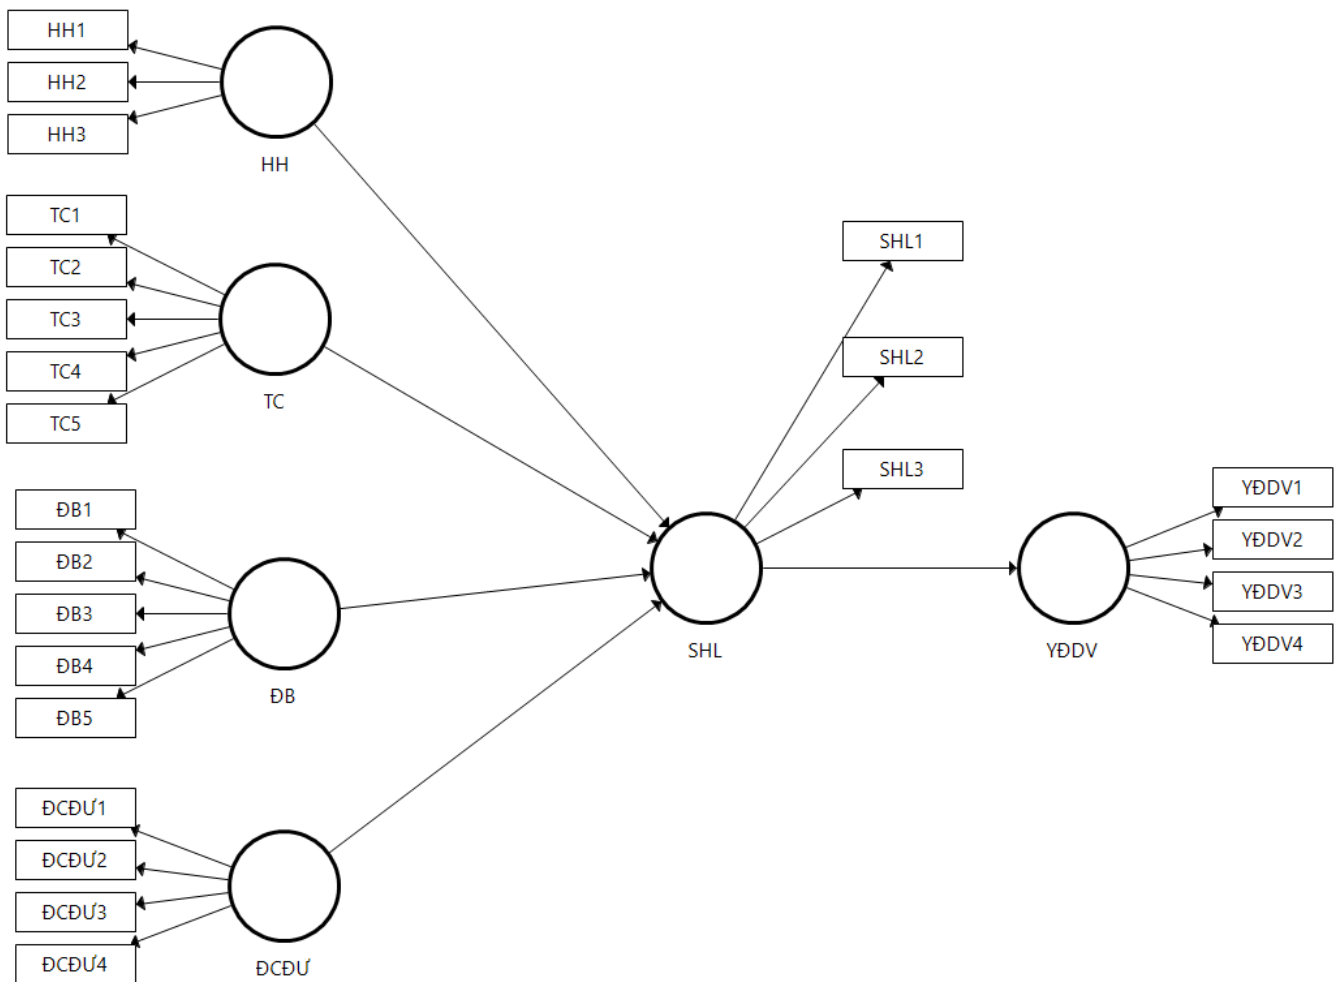 HH1
HH2
HH3
HH
TC1
TC2
TC3
TC4
TC5
TC
ĐB1
ĐB2
ĐB3
ĐB4
ĐB5
ĐB
ĐCĐƯ1
ĐCĐƯ2
ĐCĐƯ3
ĐCĐƯ4
ĐCĐƯ
SHL1
SHL2
SHL3
SHL
YĐDV1
YĐDV2
YĐDV3
YĐDV4
YĐDV